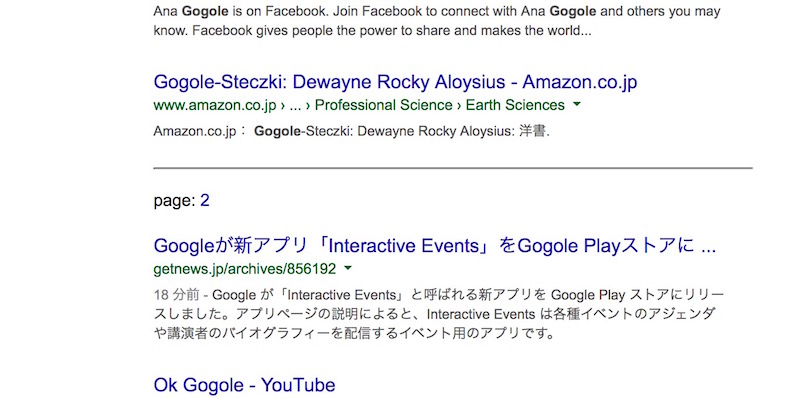 Ana Gogole is on Facebook. Join Facebook to connect with Ana Gogole and others you may
know. Facebook gives people the power to share and makes the world...
Gogole-Steczki: Dewayne Rocky Aloysius - Amazon.co.jp
www.amazon.co.jp › ... › Professional Science › Earth Sciences
Amazon.co.jp： Gogole-Steczki: Dewayne Rocky Aloysius: 洋書.
page: 2
Googleが新アプリ「Interactive Events」をGogole Playストアに ...
getnews.jp/archives/856192
18 分前 - Google が「Interactive Events」と呼ばれる新アプリを Google Play ストアにリリー
スしました。アプリページの説明によると、Interactive Events は各種イベントのアジェンダ
や講演者のバイオグラフィーを配信するイベント用のアプリです。
Ok Gogole - YouTube